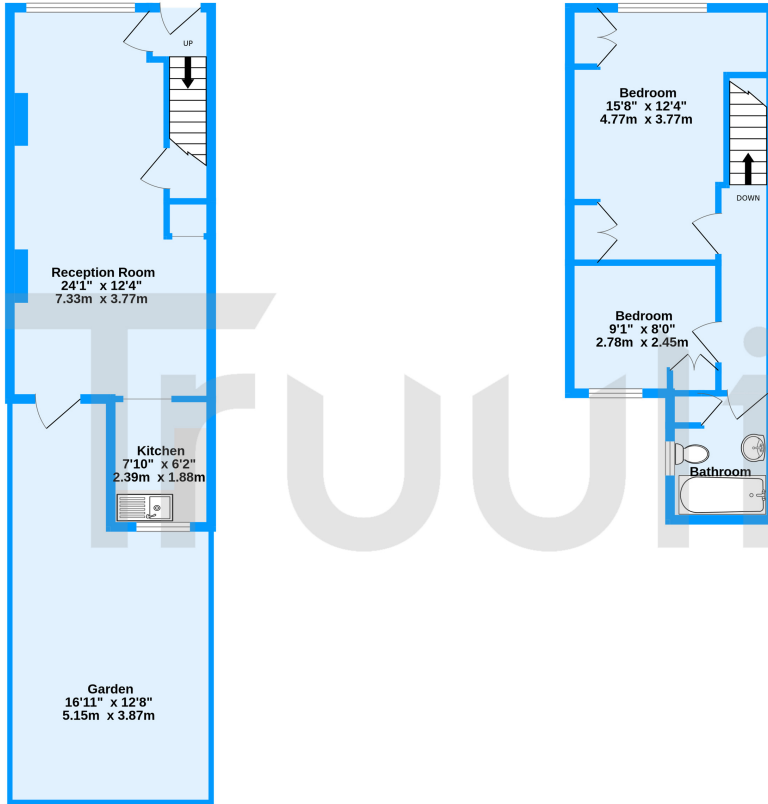 UP
Reception Room
24'1" x 12'4"
7.33m x 3.77m
Kitchen
7'10" x 6'2"
2.39m x 1.88m
Garden
16'11" x 12'8"
5.15m x 3.87m
Bedroom
15'8" x 12'4"
4.77m x 3.77m
DOWN
Bedroom
9'1" x 8'0"
2.78m x 2.45m
Bathroom
Truuli